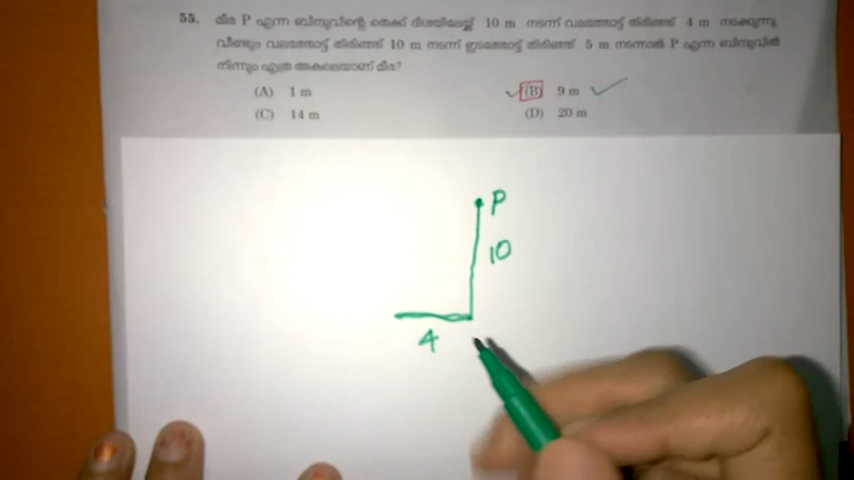 55. മീര P എന്ന ബിന്ദുവിന്റെ തെക്ക് ദിശയിലേയ്ക്ക് 10 m നടന്ന് വലത്തോട്ട് തിരിഞ്ഞ് 4 m നടക്കുന്നു
വീണ്ടും വലത്തോട്ട് തിരിഞ്ഞ് 10 m നടന്ന് ഇടത്തോട്ട് തിരിഞ്ഞ് 5 m നടന്നാൽ P എന്ന ബിന്ദുവിൽ
നിന്നും എത്ര അകലെയാണ് മീര?
(A) 1 m (B) 9 m
(C) 14 m (D) 20 m
P
10
4